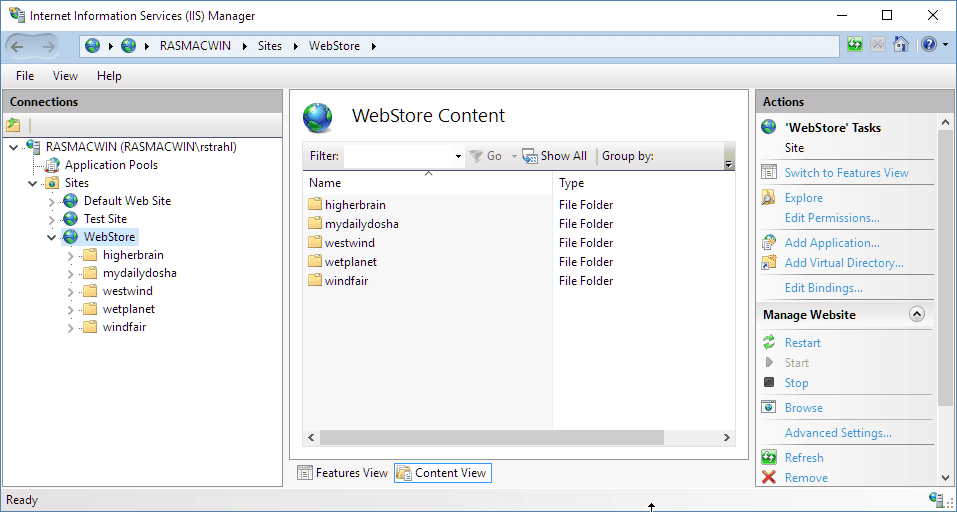 Internet Information Services (IIS) Manager
RASMACWIN Sites WebStore
File View Help
Connections
RASMACWIN (RASMACWIN\rstrahl)
Application Pools
Sites
Default Web Site
Test Site
WebStore
higherbrain
mydailydosha
westwind
wetplanet
windfair
WebStore Content
Filter: Go Show All Group by:
Name Type
higherbrain File Folder
mydailydosha File Folder
westwind File Folder
wetplanet File Folder
windfair File Folder
Features View Content View
Actions
'WebStore' Tasks
Site
Switch to Features View
Explore
Edit Permissions...
Add Application...
Add Virtual Directory...
Edit Bindings...
Manage Website
Restart
Start
Stop
Browse
Advanced Settings...
Refresh
Remove
Ready